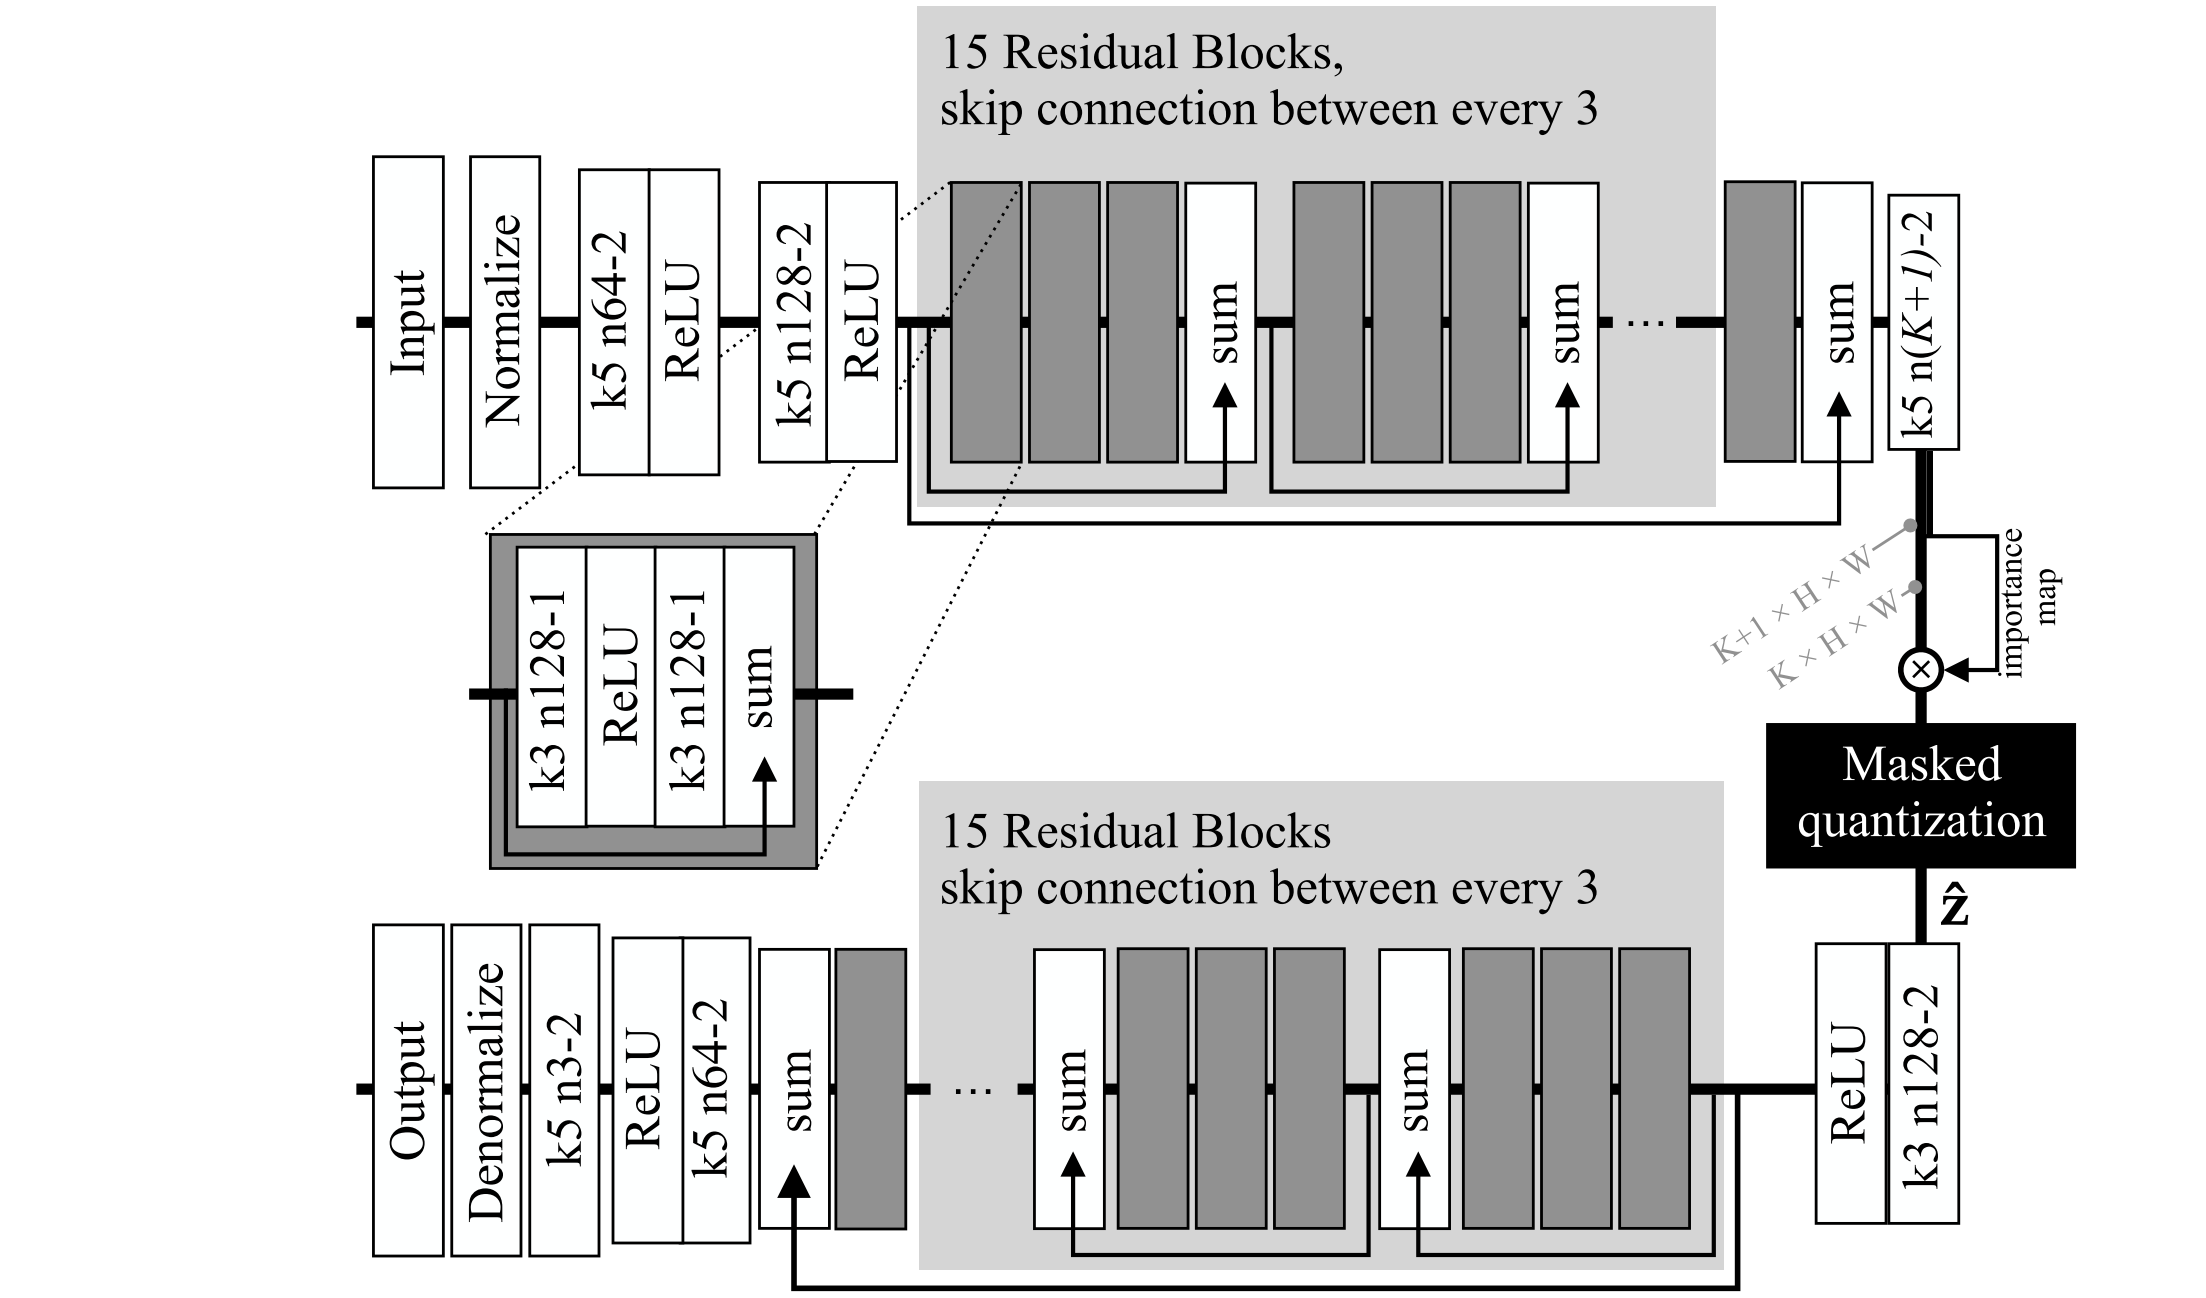 15 Residual Blocks,
skip connection between every 3
Input
Normalize
k5 n64-2
ReLU
k5 n128-2
ReLU
sum
sum
...
sum
k5 n(K+1)-2
K+1 × H × W
K × H × W
importance
map
×
k3 n128-1
ReLU
k3 n128-1
sum
Masked
quantization
ẑ
15 Residual Blocks
skip connection between every 3
Output
Denormalize
k5 n3-2
ReLU
k5 n64-2
sum
...
sum
sum
ReLU
k3 n128-2